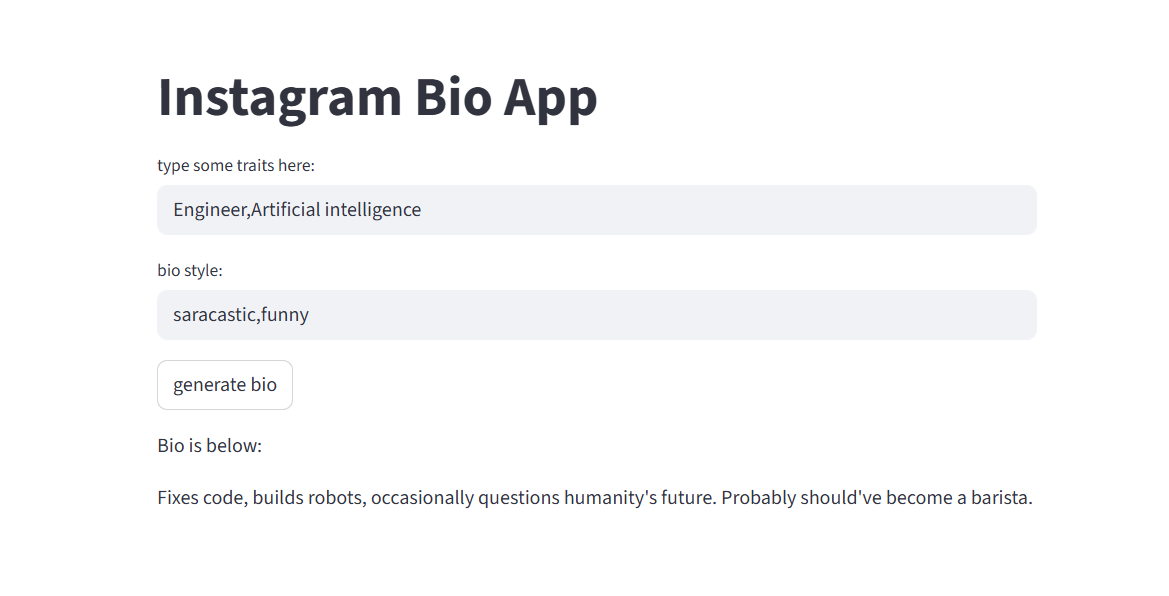 Instagram Bio App
type some traits here:
Engineer,Artificial intelligence
bio style:
saracastic,funny
generate bio
Bio is below:
Fixes code, builds robots, occasionally questions humanity's future. Probably should've become a barista.